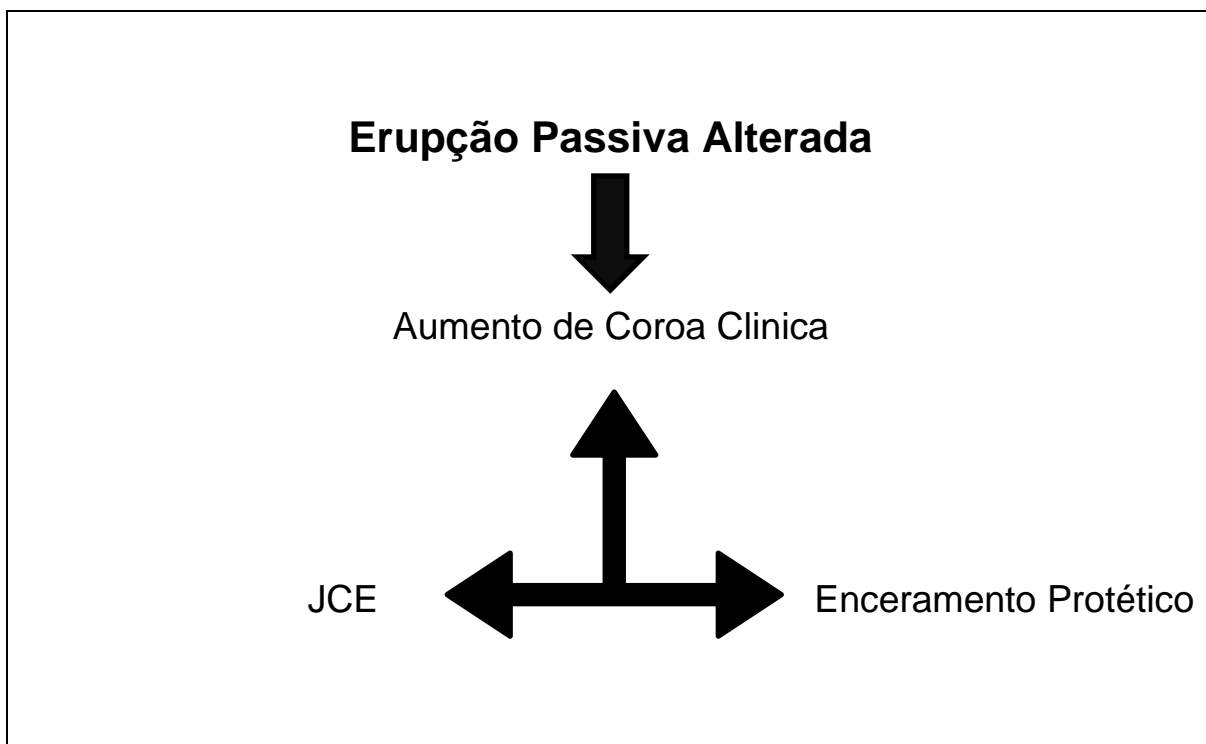 Erupção Passiva Alterada
Aumento de Coroa Clinica
JCE
Enceramento Protético